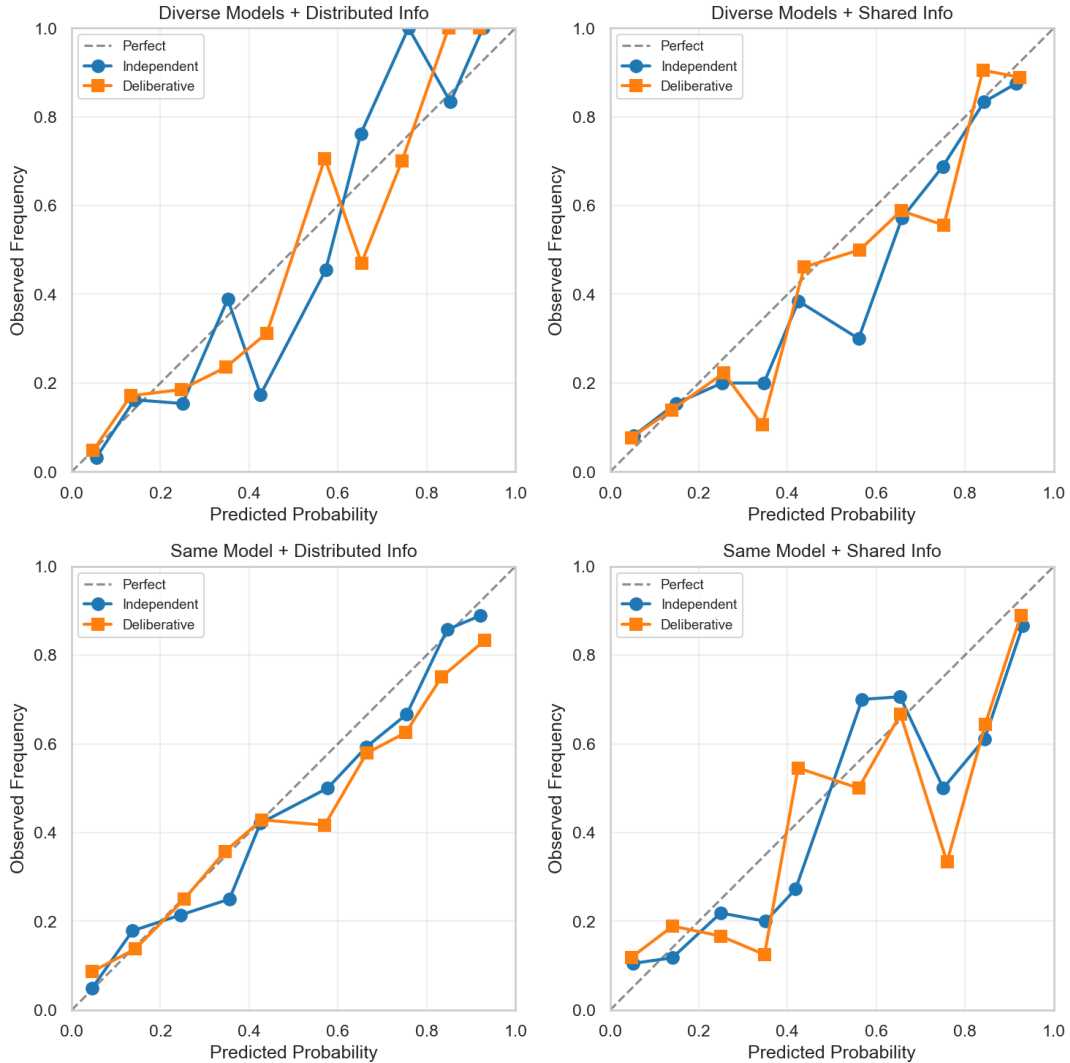 Diverse Models + Distributed Info
Perfect
Independent
Deliberative
Observed Frequency
1.0
0.8
0.6
0.4
0.2
0.0
0.0 0.2 0.4 0.6 0.8 1.0
Predicted Probability
Diverse Models + Shared Info
Perfect
Independent
Deliberative
Observed Frequency
1.0
0.8
0.6
0.4
0.2
0.0
0.0 0.2 0.4 0.6 0.8 1.0
Predicted Probability
Same Model + Distributed Info
Perfect
Independent
Deliberative
Observed Frequency
1.0
0.8
0.6
0.4
0.2
0.0
0.0 0.2 0.4 0.6 0.8 1.0
Predicted Probability
Same Model + Shared Info
Perfect
Independent
Deliberative
Observed Frequency
1.0
0.8
0.6
0.4
0.2
0.0
0.0 0.2 0.4 0.6 0.8 1.0
Predicted Probability